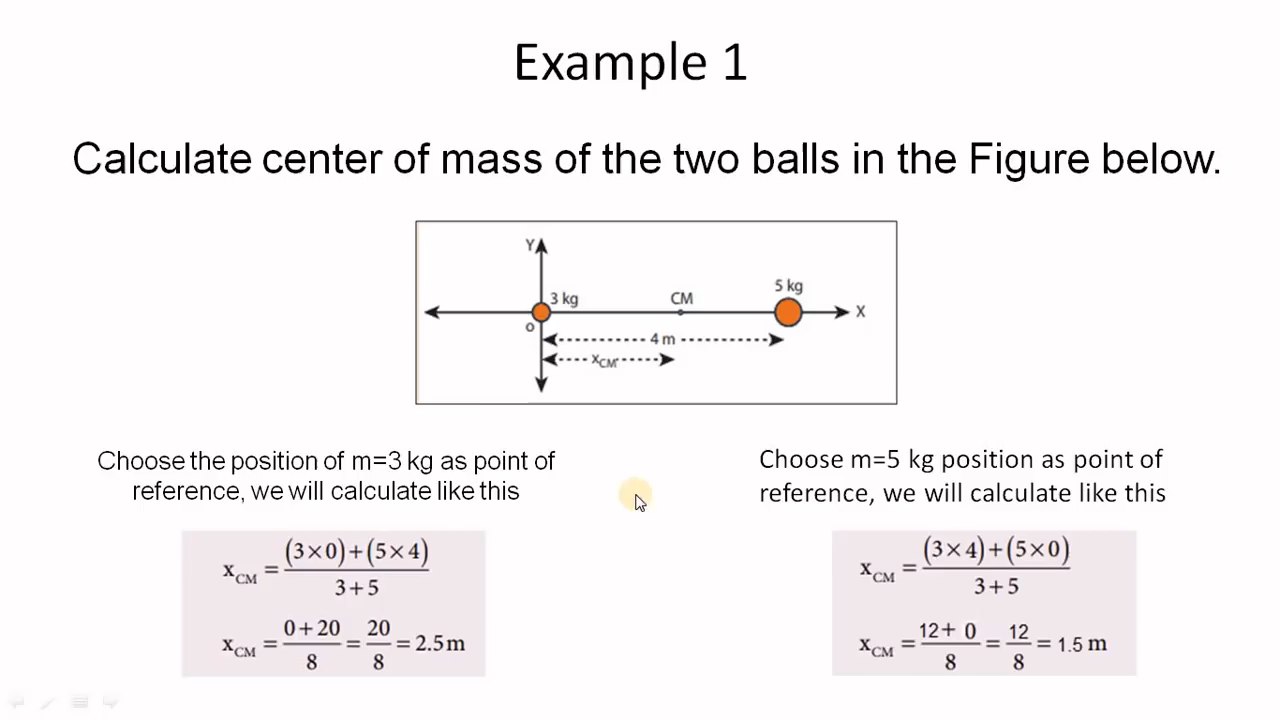 Example 1
Calculate center of mass of the two balls in the Figure below.
Y
3 kg
CM
5 kg
X
o
4 m
xCM
Choose the position of m=3 kg as point of
reference, we will calculate like this
xCM = (3×0)+(5×4) / 3+5
xCM = 0+20 / 8 = 20 / 8 = 2.5m
Choose m=5 kg position as point of
reference, we will calculate like this
xCM = (3×4)+(5×0) / 3+5
xCM = 12+ 0 / 8 = 12 / 8 = 1.5 m